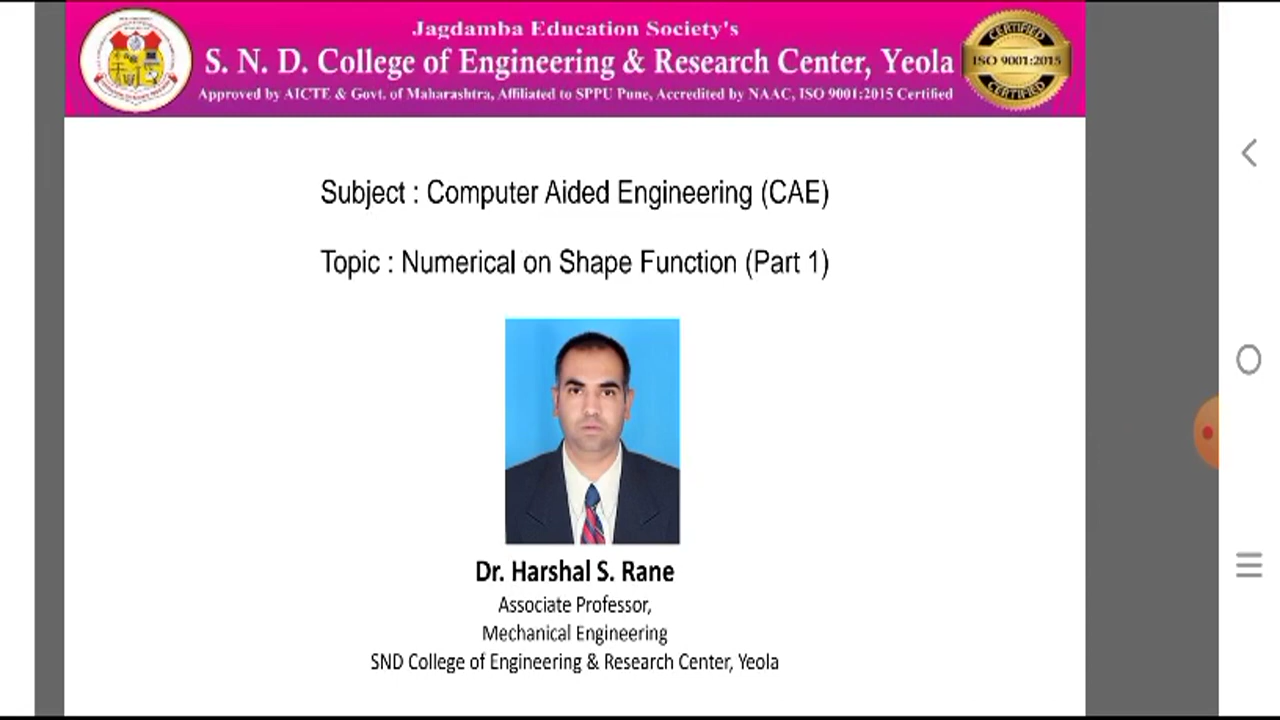 Jagdamba Education Society's
S. N. D. College of Engineering & Research Center, Yeola
Approved by AICTE & Govt. of Maharashtra, Affiliated to SPPU Pune, Accredited by NAAC, ISO 9001:2015 Certified
CERTIFIED
ISO 9001:2015
CERTIFIED
Subject : Computer Aided Engineering (CAE)
Topic : Numerical on Shape Function (Part 1)
Dr. Harshal S. Rane
Associate Professor,
Mechanical Engineering
SND College of Engineering & Research Center, Yeola